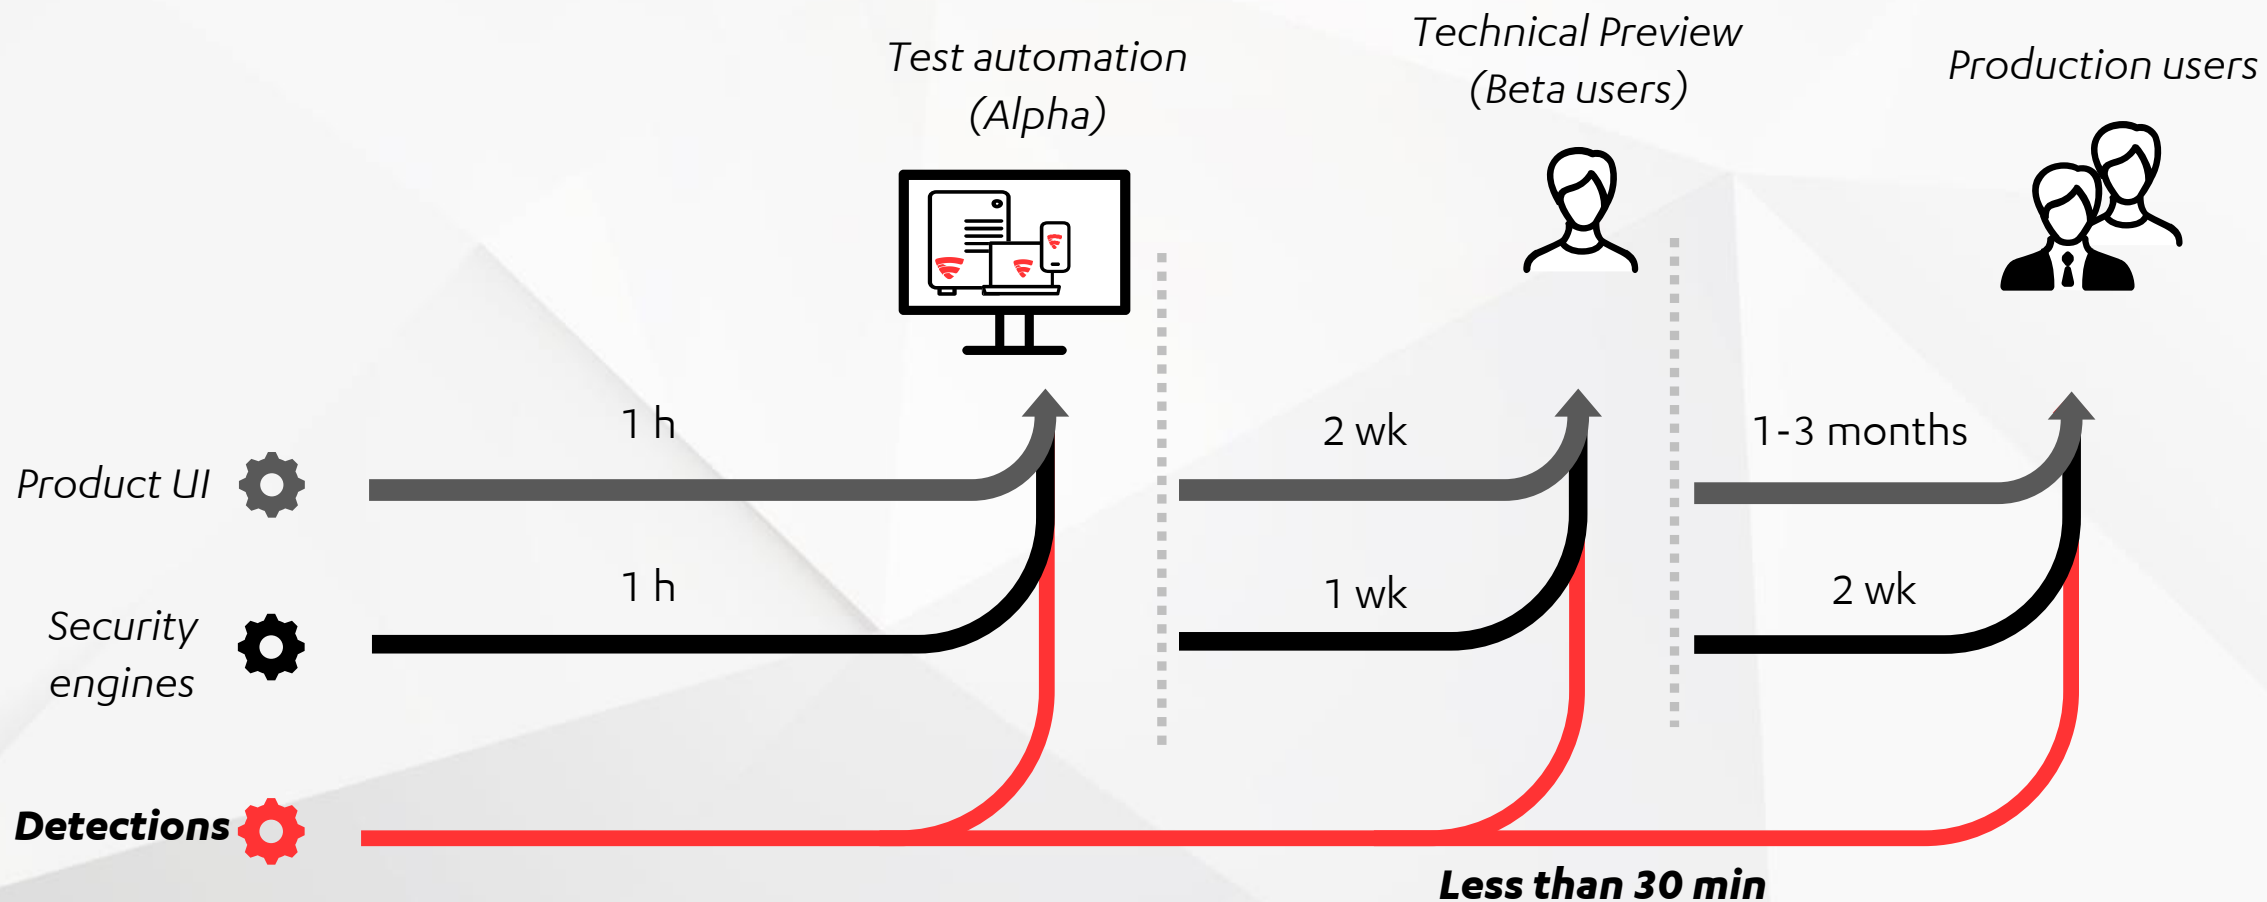 Test automation
(Alpha)
Technical Preview
(Beta users)
Production users
Product UI
1 h
2 wk
1-3 months
Security
engines
1 h
1 wk
2 wk
Detections
Less than 30 min